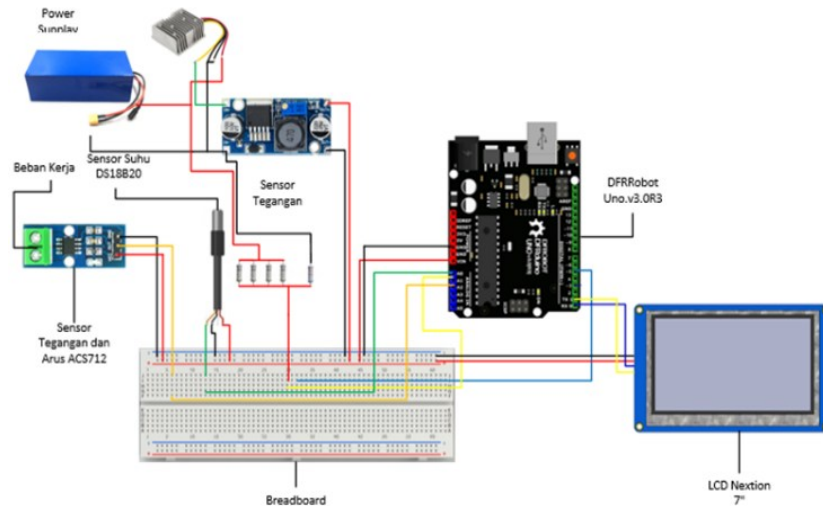 Power
Supplay
Sensor Suhu
DS18B20
Beban Kerja
Sensor
Tegangan
DFRRobot
Uno.v3.0R3
Sensor
Tegangan dan
Arus ACS712
Breadboard
LCD Nextion
7"